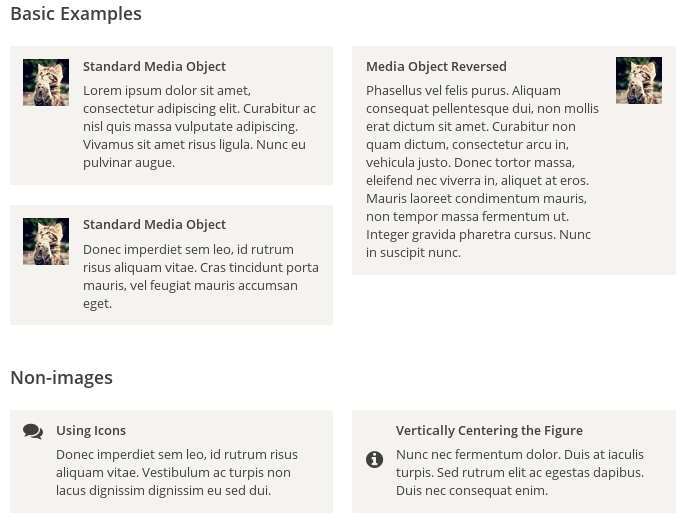 Basic Examples
Standard Media Object
Lorem ipsum dolor sit amet,
consectetur adipiscing elit. Curabitur ac
nisl quis massa vulputate adipiscing.
Vivamus sit amet risus ligula. Nunc eu
pulvinar augue.
Standard Media Object
Donec imperdiet sem leo, id rutrum
risus aliquam vitae. Cras tincidunt porta
mauris, vel feugiat mauris accumsan
eget.
Media Object Reversed
Phasellus vel felis purus. Aliquam
consequat pellentesque dui, non mollis
erat dictum sit amet. Curabitur non
quam dictum, consectetur arcu in,
vehicula justo. Donec tortor massa,
eleifend nec viverra in, aliquet at eros.
Mauris laoreet condimentum mauris,
non tempor massa fermentum ut.
Integer gravida pharetra cursus. Nunc
in suscipit nunc.
Non-images
Using Icons
Donec imperdiet sem leo, id rutrum risus
aliquam vitae. Vestibulum ac turpis non
lacus dignissim dignissim eu sed dui.
Vertically Centering the Figure
Nunc nec fermentum dolor. Duis at iaculis
turpis. Sed rutrum elit ac egestas dapibus.
Duis nec consequat enim.